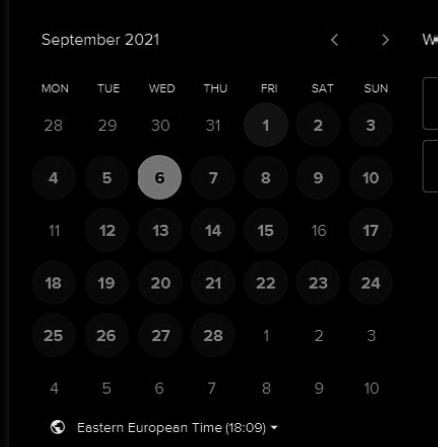 September 2021
MON TUE WED THU FRI SAT SUN
28 29 30 31 1 2 3
4 5 6 7 8 9 10
11 12 13 14 15 16 17
18 19 20 21 22 23 24
25 26 27 28 1 2 3
4 5 6 7 8 9 10
Eastern European Time (18:09)